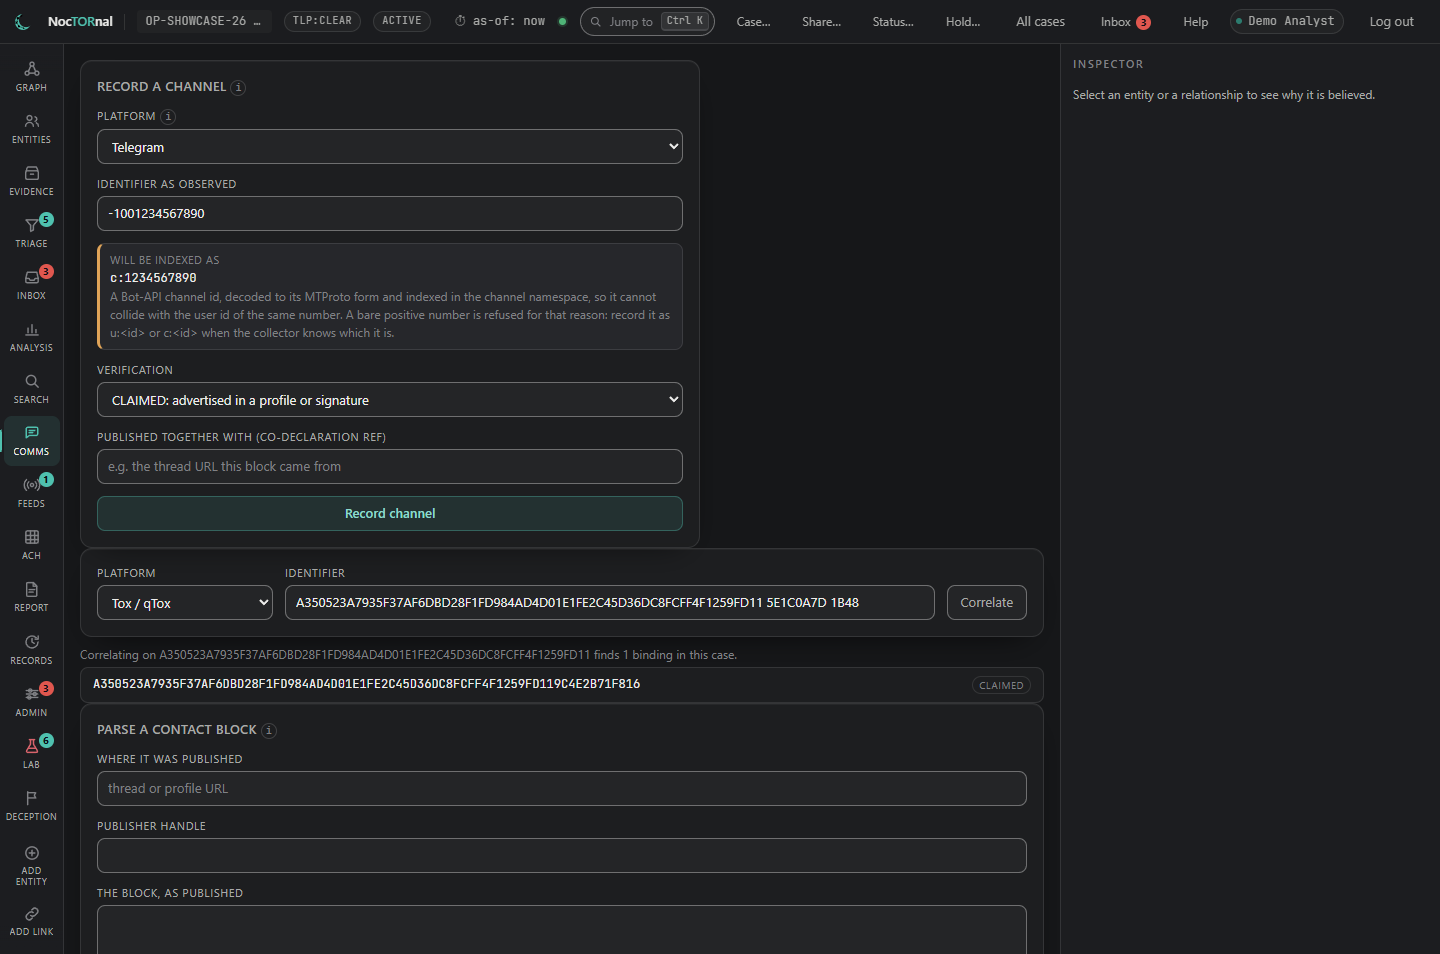 NocTORnal
OP-SHOWCASE-26 …
TLP:CLEAR
ACTIVE
as-of: now
Jump to
Ctrl K
Case...
Share...
Status...
Hold...
All cases
Inbox 3
Help
Demo Analyst
Log out
GRAPH
ENTITIES
EVIDENCE
5
TRIAGE
3
INBOX
ANALYSIS
SEARCH
COMMS
1
FEEDS
ACH
REPORT
RECORDS
3
ADMIN
6
LAB
DECEPTION
ADD
ENTITY
ADD LINK
RECORD A CHANNEL i
PLATFORM i
Telegram
IDENTIFIER AS OBSERVED
-1001234567890
WILL BE INDEXED AS
c:1234567890
A Bot-API channel id, decoded to its MTProto form and indexed in the channel namespace, so it cannot
collide with the user id of the same number. A bare positive number is refused for that reason: record it as
u:<id> or c:<id> when the collector knows which it is.
VERIFICATION
CLAIMED: advertised in a profile or signature
PUBLISHED TOGETHER WITH (CO-DECLARATION REF)
e.g. the thread URL this block came from
Record channel
PLATFORM
IDENTIFIER
Tox / qTox
A350523A7935F37AF6DBD28F1FD984AD4D01E1FE2C45D36DC8FCFF4F1259FD11 5E1C0A7D 1B48
Correlate
Correlating on A350523A7935F37AF6DBD28F1FD984AD4D01E1FE2C45D36DC8FCFF4F1259FD11 finds 1 binding in this case.
A350523A7935F37AF6DBD28F1FD984AD4D01E1FE2C45D36DC8FCFF4F1259FD119C4E2B71F816
CLAIMED
PARSE A CONTACT BLOCK i
WHERE IT WAS PUBLISHED
thread or profile URL
PUBLISHER HANDLE
THE BLOCK, AS PUBLISHED
INSPECTOR
Select an entity or a relationship to see why it is believed.